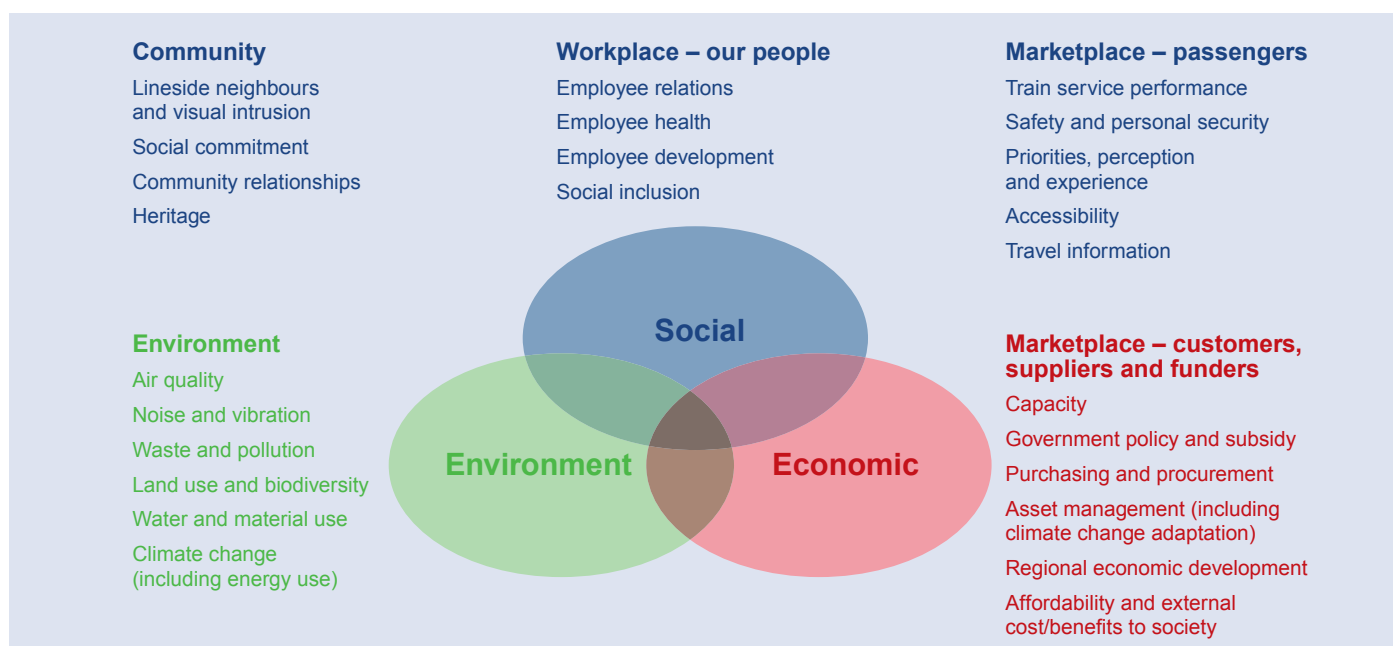 Community
Lineside neighbours
and visual intrusion
Social commitment
Community relationships
Heritage
Workplace – our people
Employee relations
Employee health
Employee development
Social inclusion
Marketplace – passengers
Train service performance
Safety and personal security
Priorities, perception
and experience
Accessibility
Travel information
Social
Environment
Economic
Environment
Air quality
Noise and vibration
Waste and pollution
Land use and biodiversity
Water and material use
Climate change
(including energy use)
Marketplace – customers,
suppliers and funders
Capacity
Government policy and subsidy
Purchasing and procurement
Asset management (including
climate change adaptation)
Regional economic development
Affordability and external
cost/benefits to society